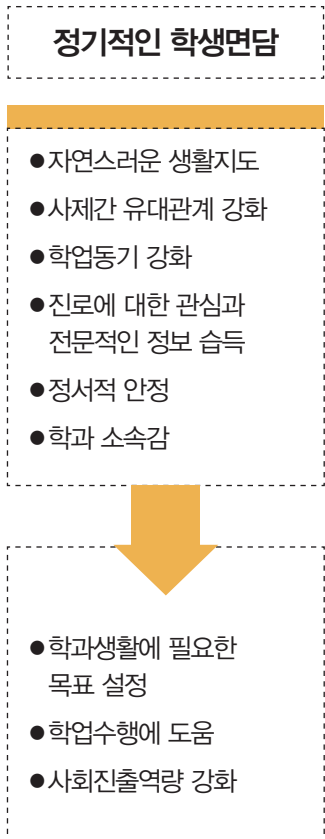 정기적인 학생면담
●자연스러운 생활지도
●사제간 유대관계 강화
●학업동기 강화
●진로에 대한 관심과
전문적인 정보 습득
●정서적 안정
●학과 소속감
●학과생활에 필요한
목표 설정
●학업수행에 도움
●사회진출역량 강화